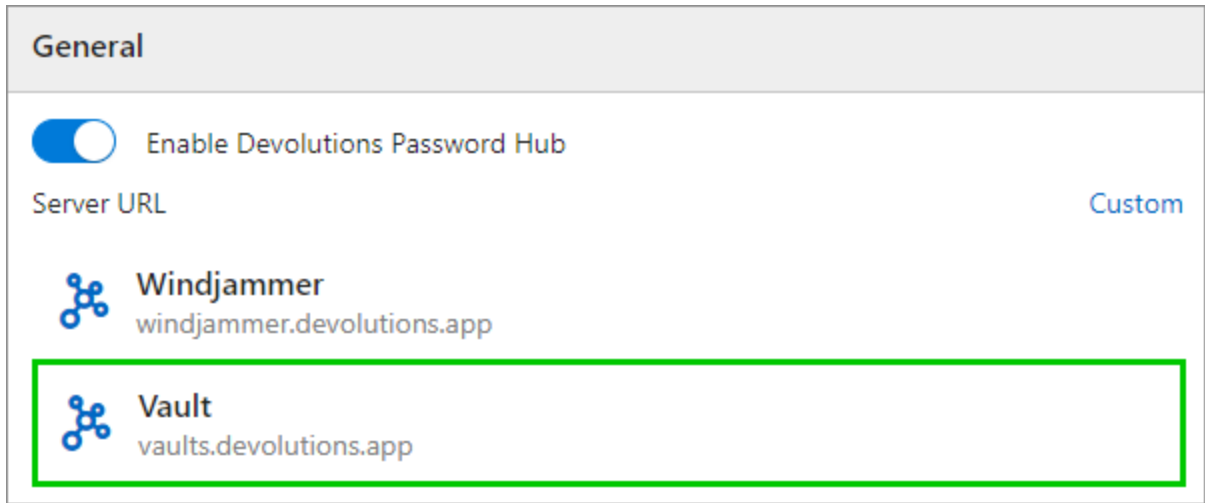 General
Enable Devolutions Password Hub
Server URL
Custom
Windjammer
windjammer.devolutions.app
Vault
vaults.devolutions.app